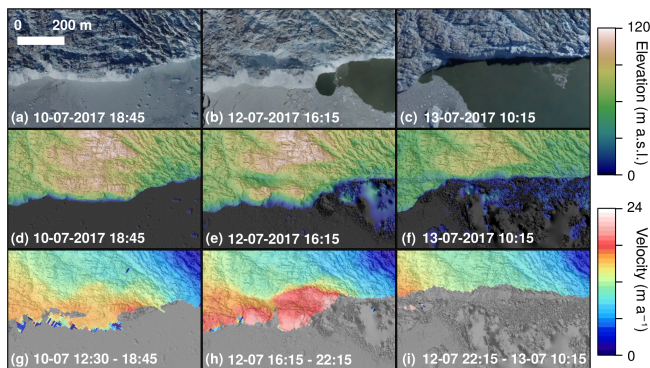 0 200 m
(a) 10-07-2017 18:45
(b) 12-07-2017 16:15
(c) 13-07-2017 10:15
120
Elevation (m a.s.l.)
0
(d) 10-07-2017 18:45
(e) 12-07-2017 16:15
(f) 13-07-2017 10:15
24
Velocity (m a⁻¹)
0
(g) 10-07 12:30 - 18:45
(h) 12-07 16:15 - 22:15
(i) 12-07 22:15 - 13-07 10:15